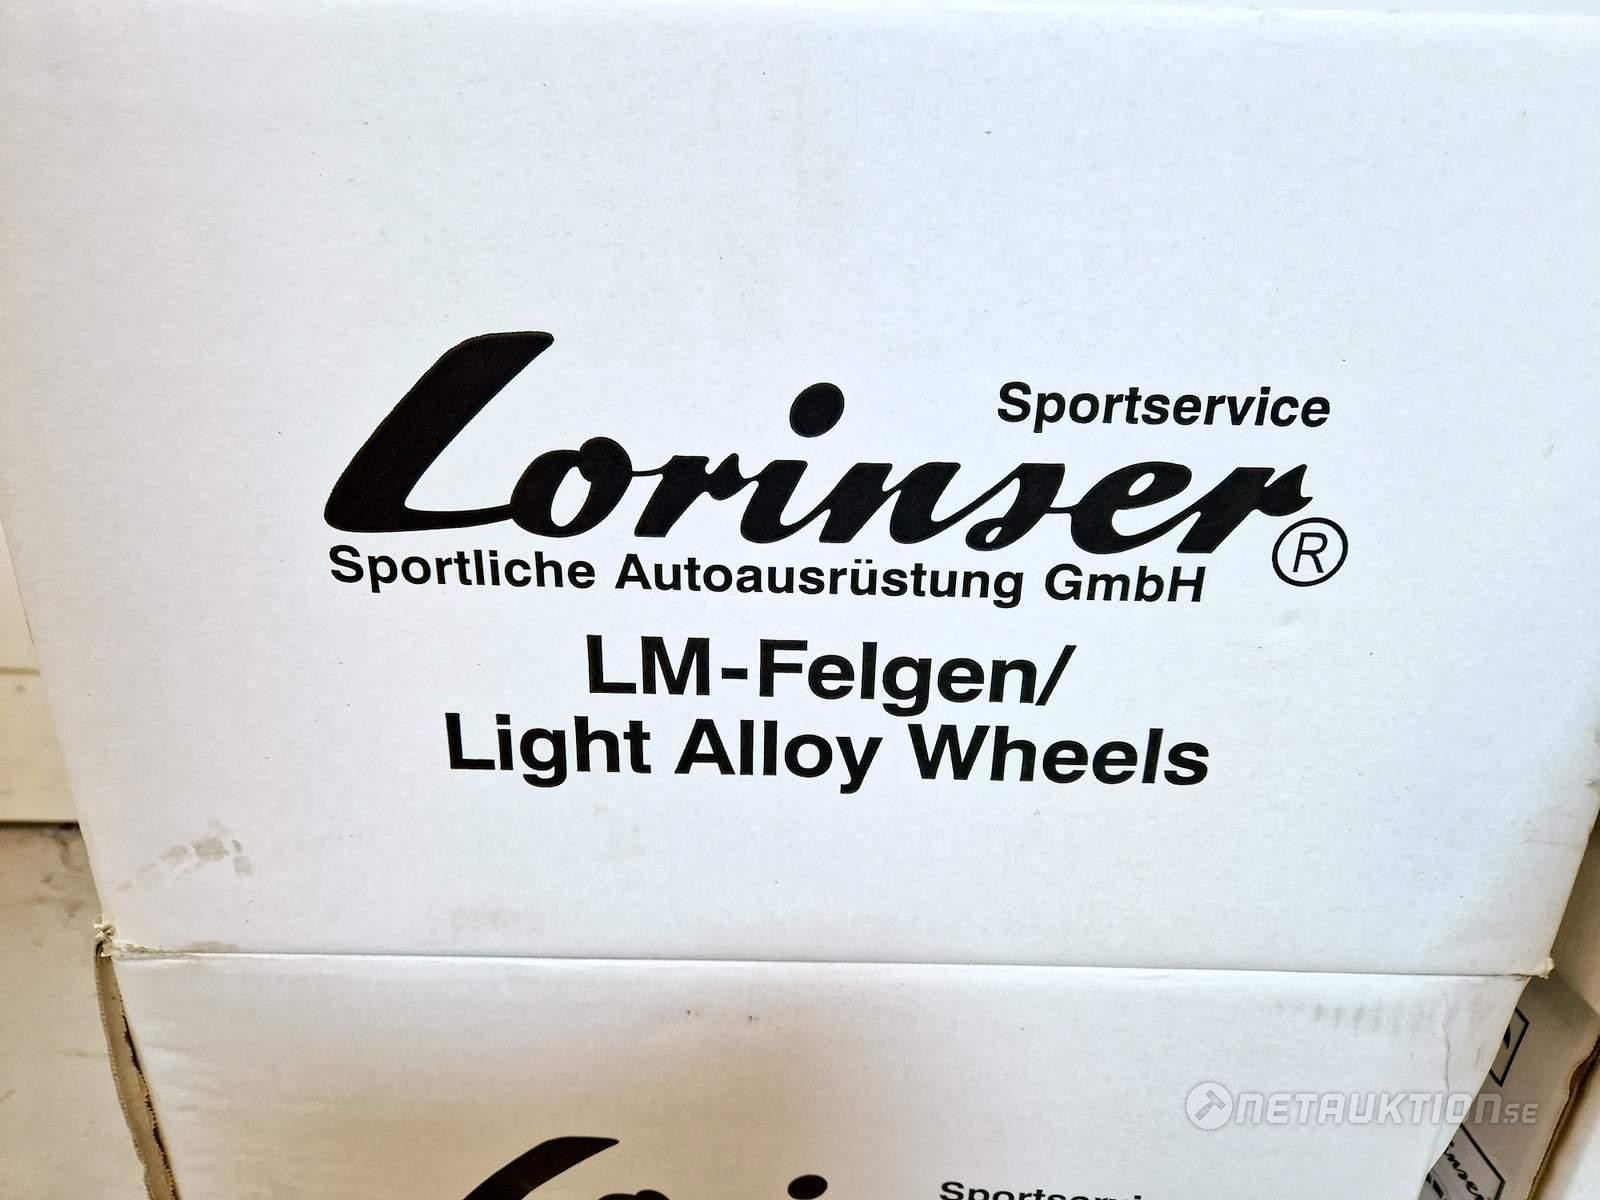 Sportservice
Lorinser®
Sportliche Autoausrüstung GmbH
LM-Felgen/
Light Alloy Wheels
NETAUKTION.SE